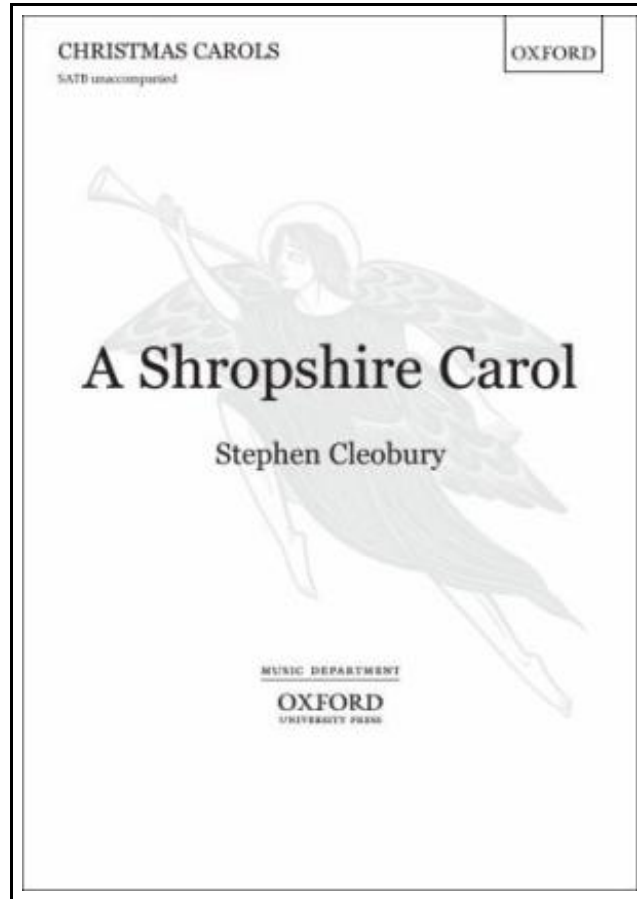 CHRISTMAS CAROLS
OXFORD
SATB unaccompanied
A Shropshire Carol
Stephen Cleobury
MUSIC DEPARTMENT
OXFORD
UNIVERSITY PRESS